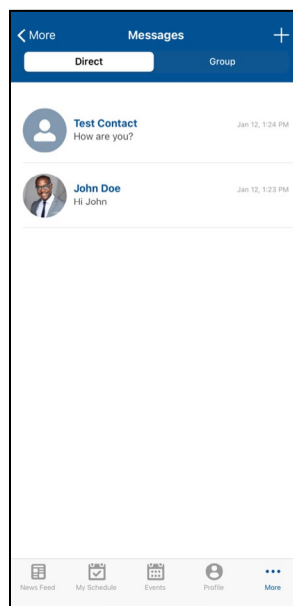 More Messages
Direct Group
Test Contact Jan 12, 1:24 PM
How are you?
John Doe Jan 12, 1:23 PM
Hi John
News Feed My Schedule Events Profile More